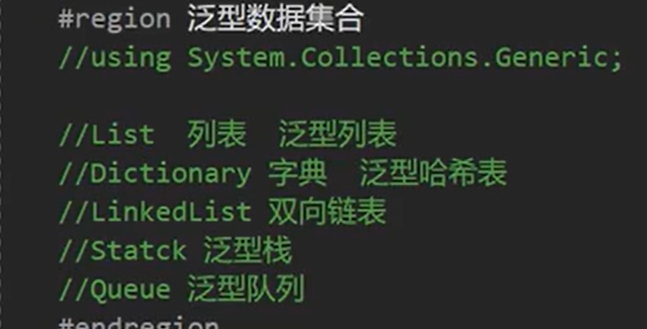 #region 泛型数据集合
//using System.Collections.Generic;
//List 列表 泛型列表
//Dictionary 字典 泛型哈希表
//LinkedList 双向链表
//Statck 泛型栈
//Queue 泛型队列
#endregion